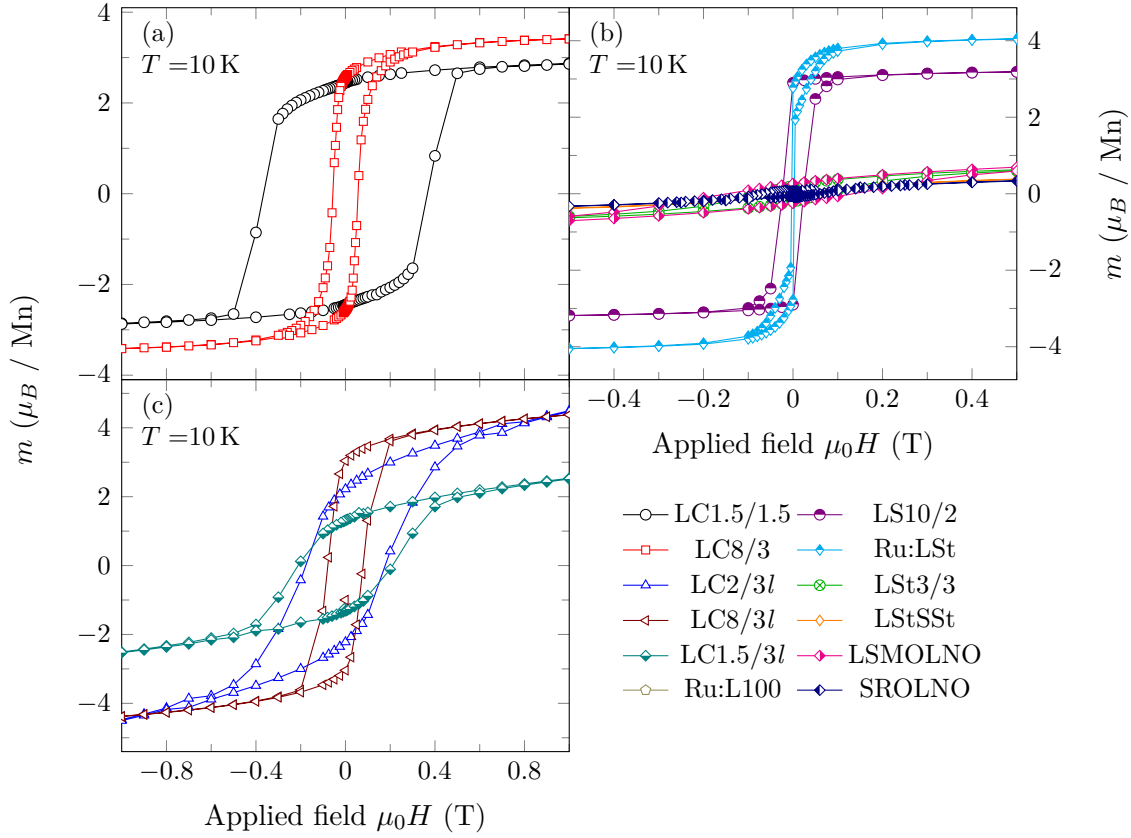 (a)
T =10 K
4
2
0
−2
−4
(b)
T =10 K
4
2
0
−2
−4
−0.4
−0.2
0
0.2
0.4
Applied field μ₀H (T)
m (μ_B / Mn)
m (μ_B / Mn)
(c)
T =10 K
4
2
0
−2
−4
−0.8
−0.4
0
0.4
0.8
Applied field μ₀H (T)
LC1.5/1.5
LC8/3
LC2/3l
LC8/3l
LC1.5/3l
Ru:L100
LS10/2
Ru:LSt
LSt3/3
LStSSt
LSMOLNO
SROLNO